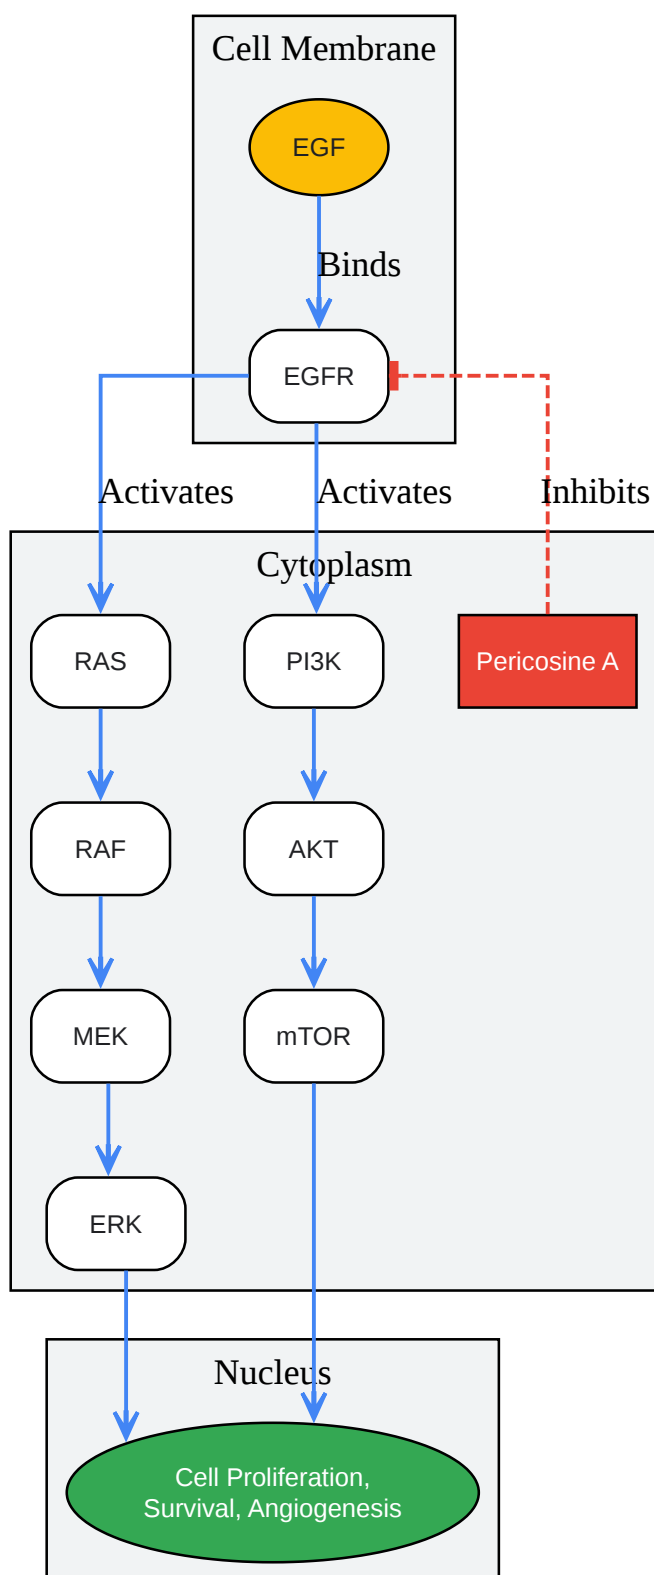 Cell Membrane
EGF
Binds
EGFR
Activates
Activates
Inhibits
Cytoplasm
RAS
PI3K
Pericosine A
RAF
AKT
MEK
mTOR
ERK
Nucleus
Cell Proliferation,
Survival, Angiogenesis